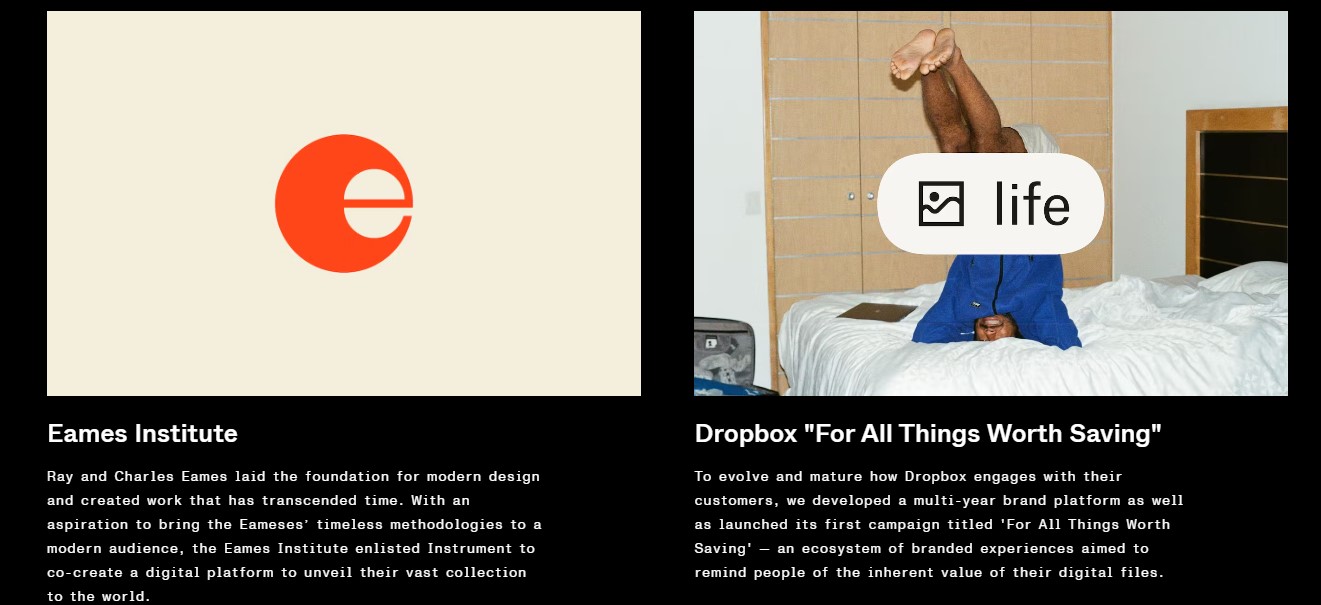 e
life
Eames Institute
Ray and Charles Eames laid the foundation for modern design
and created work that has transcended time. With an
aspiration to bring the Eameses’ timeless methodologies to a
modern audience, the Eames Institute enlisted Instrument to
co-create a digital platform to unveil their vast collection
to the world.
Dropbox "For All Things Worth Saving"
To evolve and mature how Dropbox engages with their
customers, we developed a multi-year brand platform as well
as launched its first campaign titled 'For All Things Worth
Saving' — an ecosystem of branded experiences aimed to
remind people of the inherent value of their digital files.